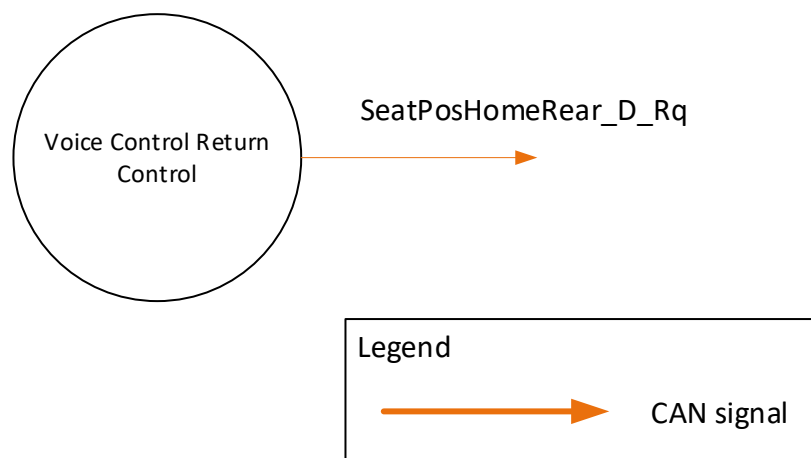 Voice Control Return
Control
SeatPosHomeRear_D_Rq
Legend
CAN signal